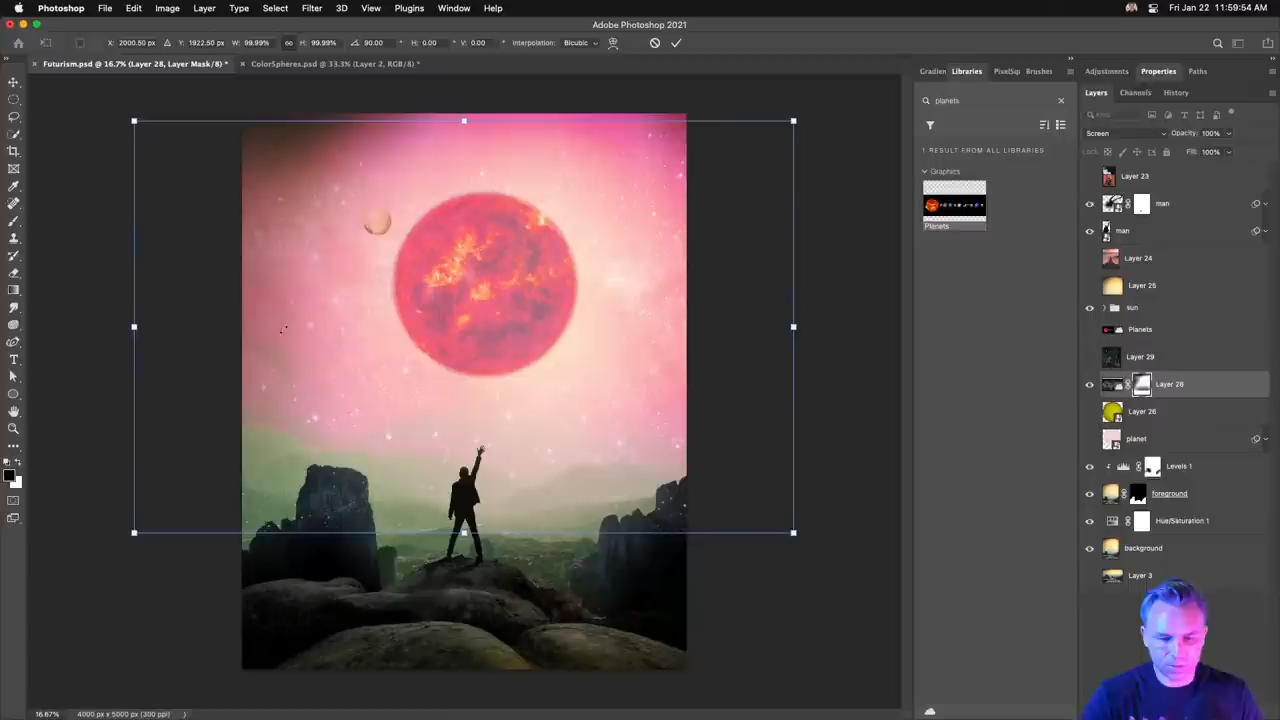 Photoshop File Edit Image Layer Type Select Filter 3D View Plugins Window Help Fri Jan 22 11:59:54 AM
Adobe Photoshop 2021
X: 2000.50 px Y: 1922.50 px W: 99.99% H: 99.99% 90.00 ° H: 0.00 ° V: 0.00 ° Interpolation: Bicubic
Futurism.psd @ 16.7% (Layer 28, Layer Mask/8) * ColorSpheres.psd @ 33.3% (Layer 2, RGB/8) *
Gradien Libraries PixelSqu Brushes
planets
1 RESULT FROM ALL LIBRARIES
Graphics
Planets
Adjustments Properties Paths
Layers Channels History
Kind
Screen Opacity: 100%
Lock: Fill: 100%
Layer 23
man
man
Layer 24
Layer 25
sun
Planets
Layer 29
Layer 28
Layer 26
planet
Levels 1
foreground
Hue/Saturation 1
background
Layer 3
16.67% 4000 px x 5000 px (300 ppi)